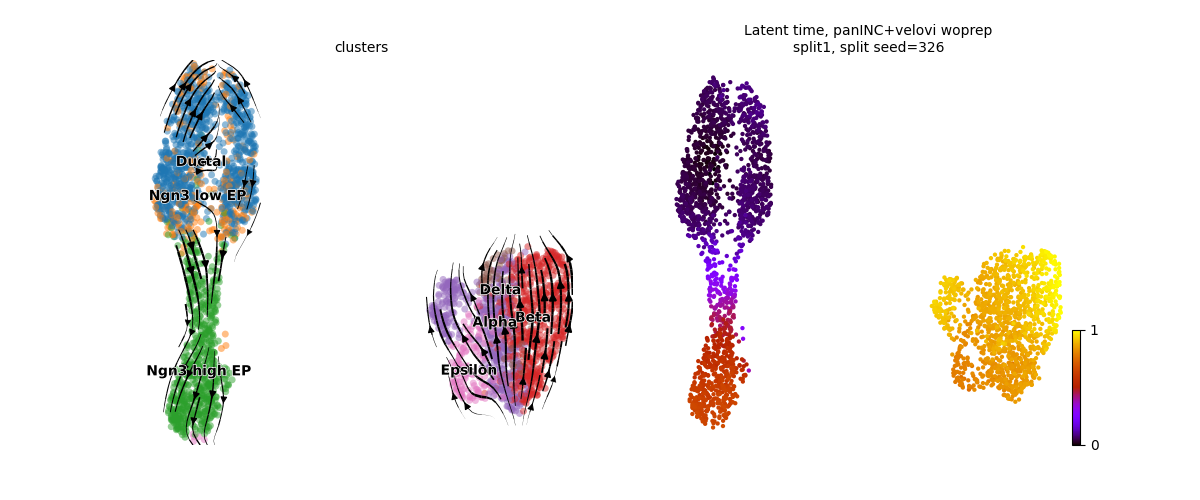 clusters
Ductal
Ngn3 low EP
Ngn3 high EP
Delta
Alpha
Beta
Epsilon
Latent time, panINC+velovi woprep
split1, split seed=326
1
0